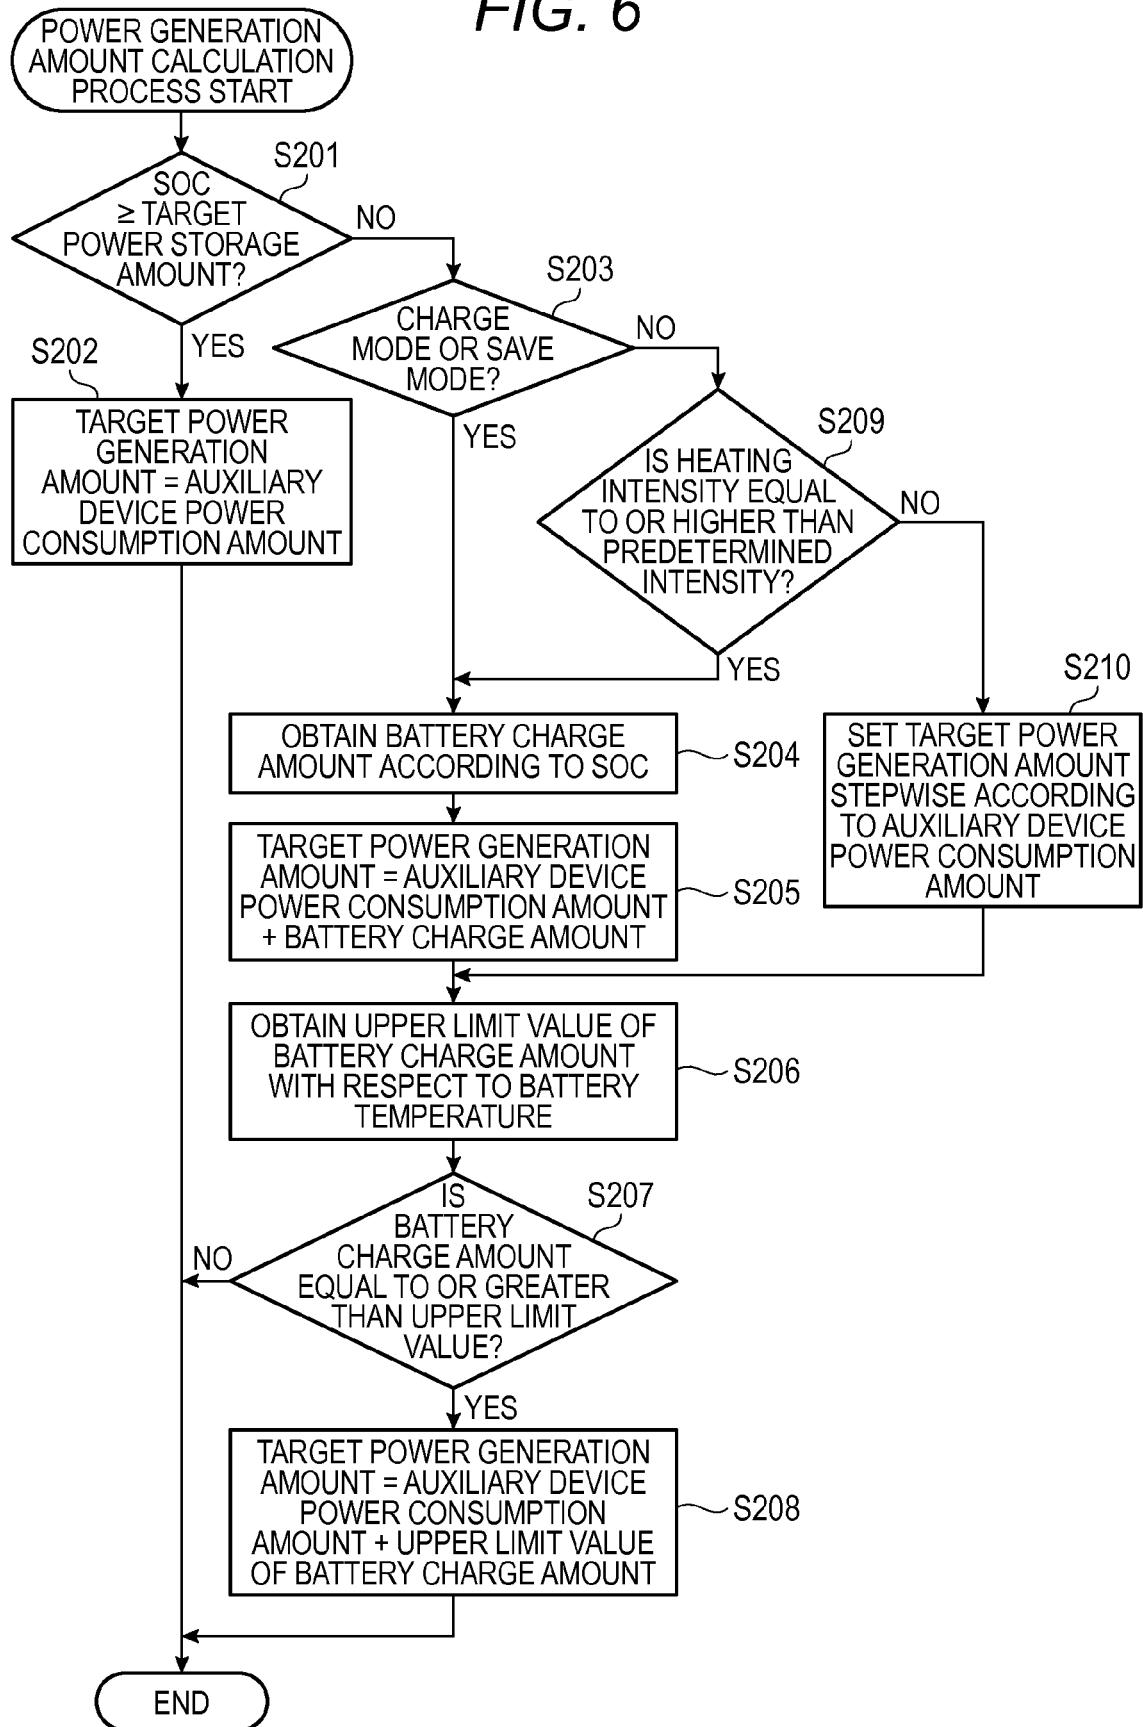 FIG. 6
POWER GENERATION
AMOUNT CALCULATION
PROCESS START
S201
SOC
≥ TARGET
POWER STORAGE
AMOUNT?
NO
YES
S202
TARGET POWER
GENERATION
AMOUNT = AUXILIARY
DEVICE POWER
CONSUMPTION AMOUNT
S203
CHARGE
MODE OR SAVE
MODE?
NO
YES
S209
IS HEATING
INTENSITY EQUAL
TO OR HIGHER THAN
PREDETERMINED
INTENSITY?
NO
YES
S210
SET TARGET POWER
GENERATION AMOUNT
STEPWISE ACCORDING
TO AUXILIARY DEVICE
POWER CONSUMPTION
AMOUNT
OBTAIN BATTERY CHARGE
AMOUNT ACCORDING TO SOC
S204
TARGET POWER GENERATION
AMOUNT = AUXILIARY DEVICE
POWER CONSUMPTION AMOUNT
+ BATTERY CHARGE AMOUNT
S205
OBTAIN UPPER LIMIT VALUE OF
BATTERY CHARGE AMOUNT
WITH RESPECT TO BATTERY
TEMPERATURE
S206
S207
IS
BATTERY
CHARGE AMOUNT
EQUAL TO OR GREATER
THAN UPPER LIMIT
VALUE?
NO
YES
TARGET POWER GENERATION
AMOUNT = AUXILIARY DEVICE
POWER CONSUMPTION
AMOUNT + UPPER LIMIT VALUE
OF BATTERY CHARGE AMOUNT
S208
END